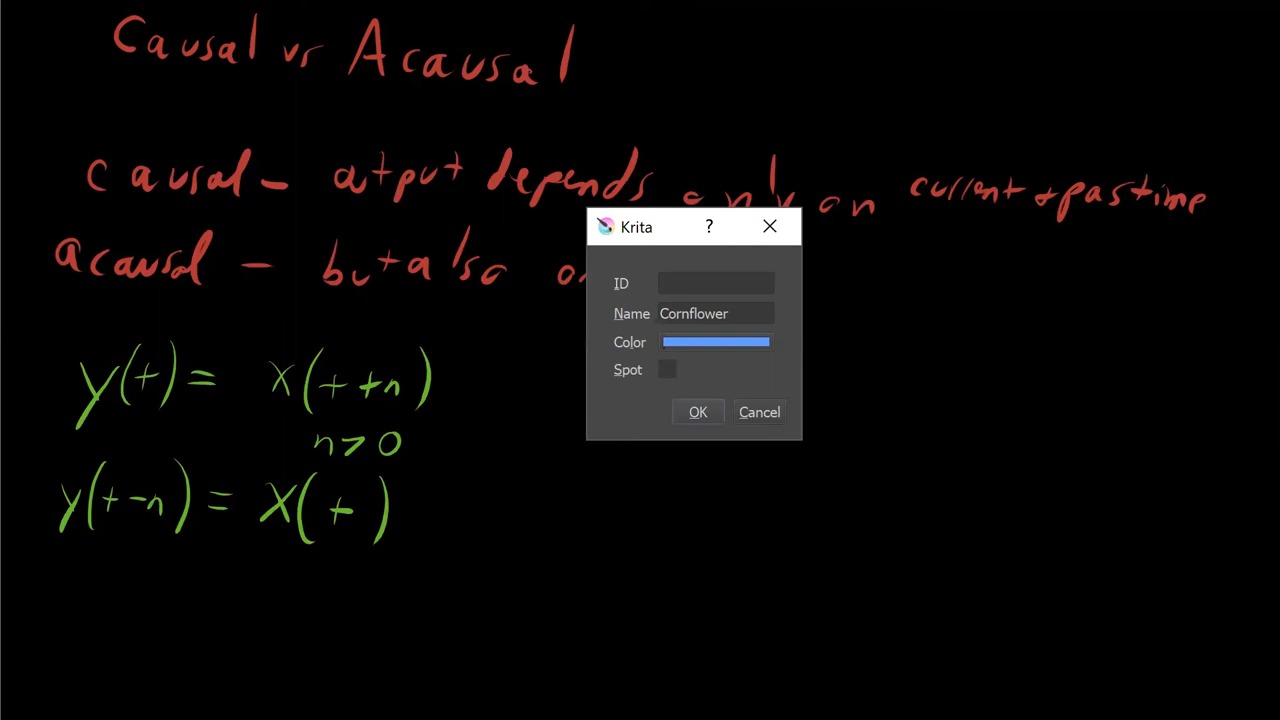 Causal vs Acausal
causal - output depends only on current + past time
acausal - but also on
y(t) = x(t+n)
n>0
y(t-n) = x(t)
Krita ?
ID
Name Cornflower
Color
Spot
OK Cancel